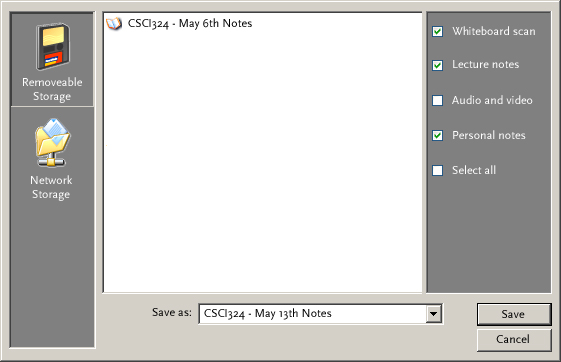 Removeable
Storage
Network
Storage
CSCI324 - May 6th Notes
Whiteboard scan
Lecture notes
Audio and video
Personal notes
Select all
Save as:
CSCI324 - May 13th Notes
Save
Cancel